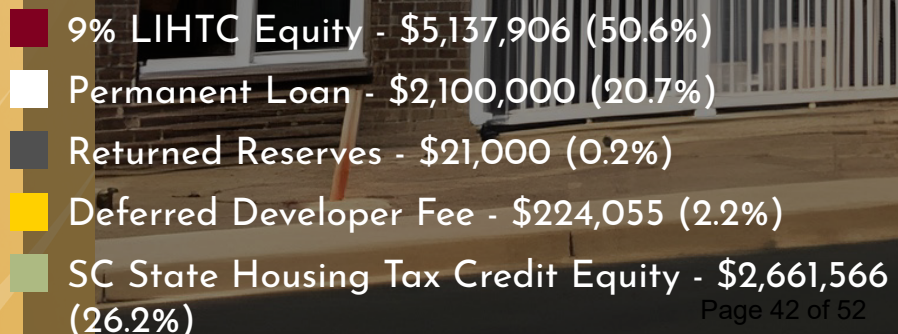 9% LIHTC Equity - $5,137,906 (50.6%)
Permanent Loan - $2,100,000 (20.7%)
Returned Reserves - $21,000 (0.2%)
Deferred Developer Fee - $224,055 (2.2%)
SC State Housing Tax Credit Equity - $2,661,566
(26.2%)
Page 42 of 52